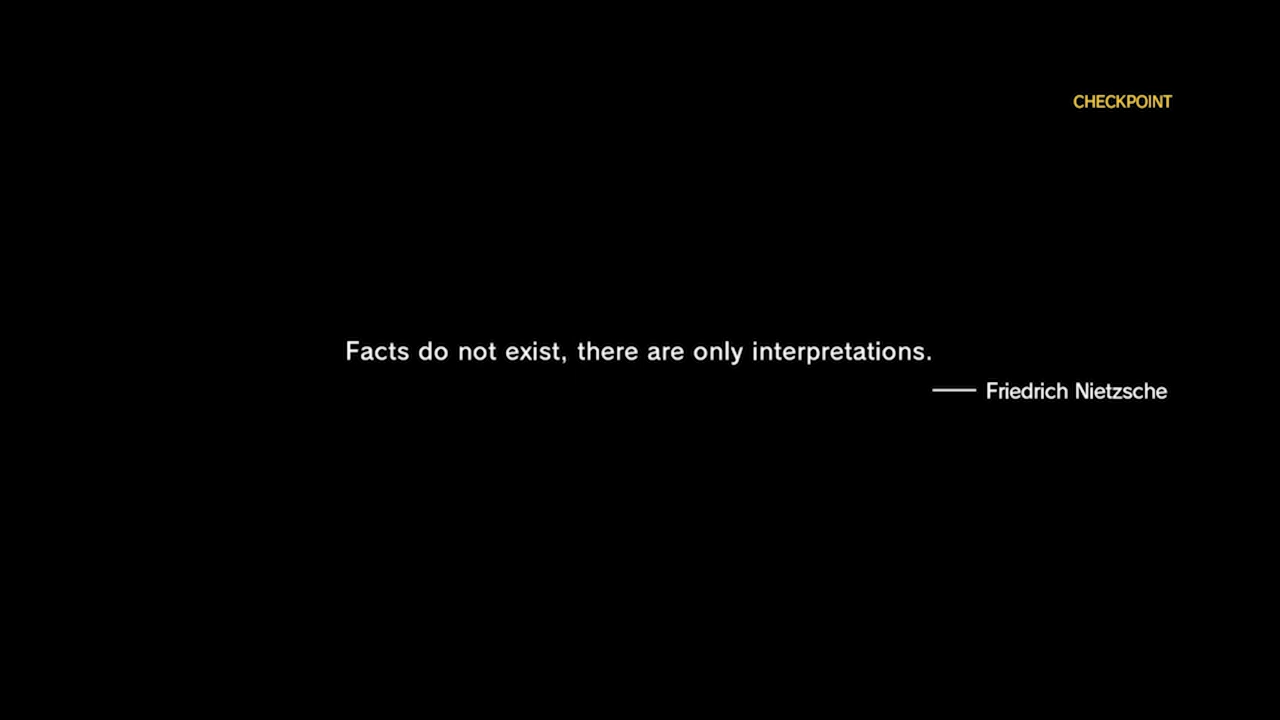 CHECKPOINT
Facts do not exist, there are only interpretations.
—— Friedrich Nietzsche